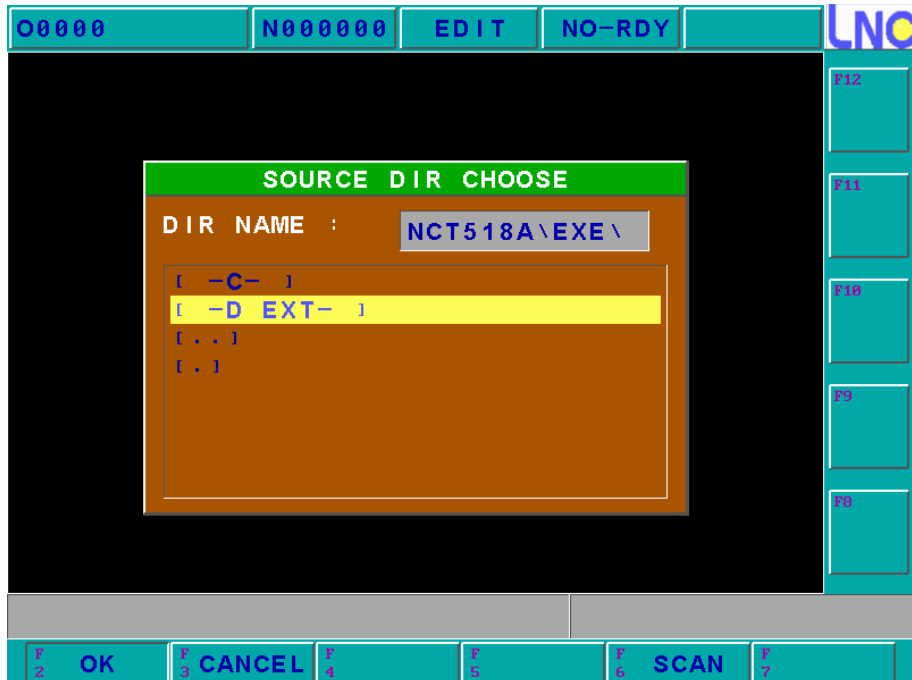 O0000 N000000 EDIT NO-RDY LNC
F12
SOURCE DIR CHOOSE
F11
DIR NAME : NCT518A\EXE\
[ -C- ]
[ -D EXT- ]
F10
[..]
[.]
F9
F8
F2 OK F3 CANCEL F4 F5 F6 SCAN F7